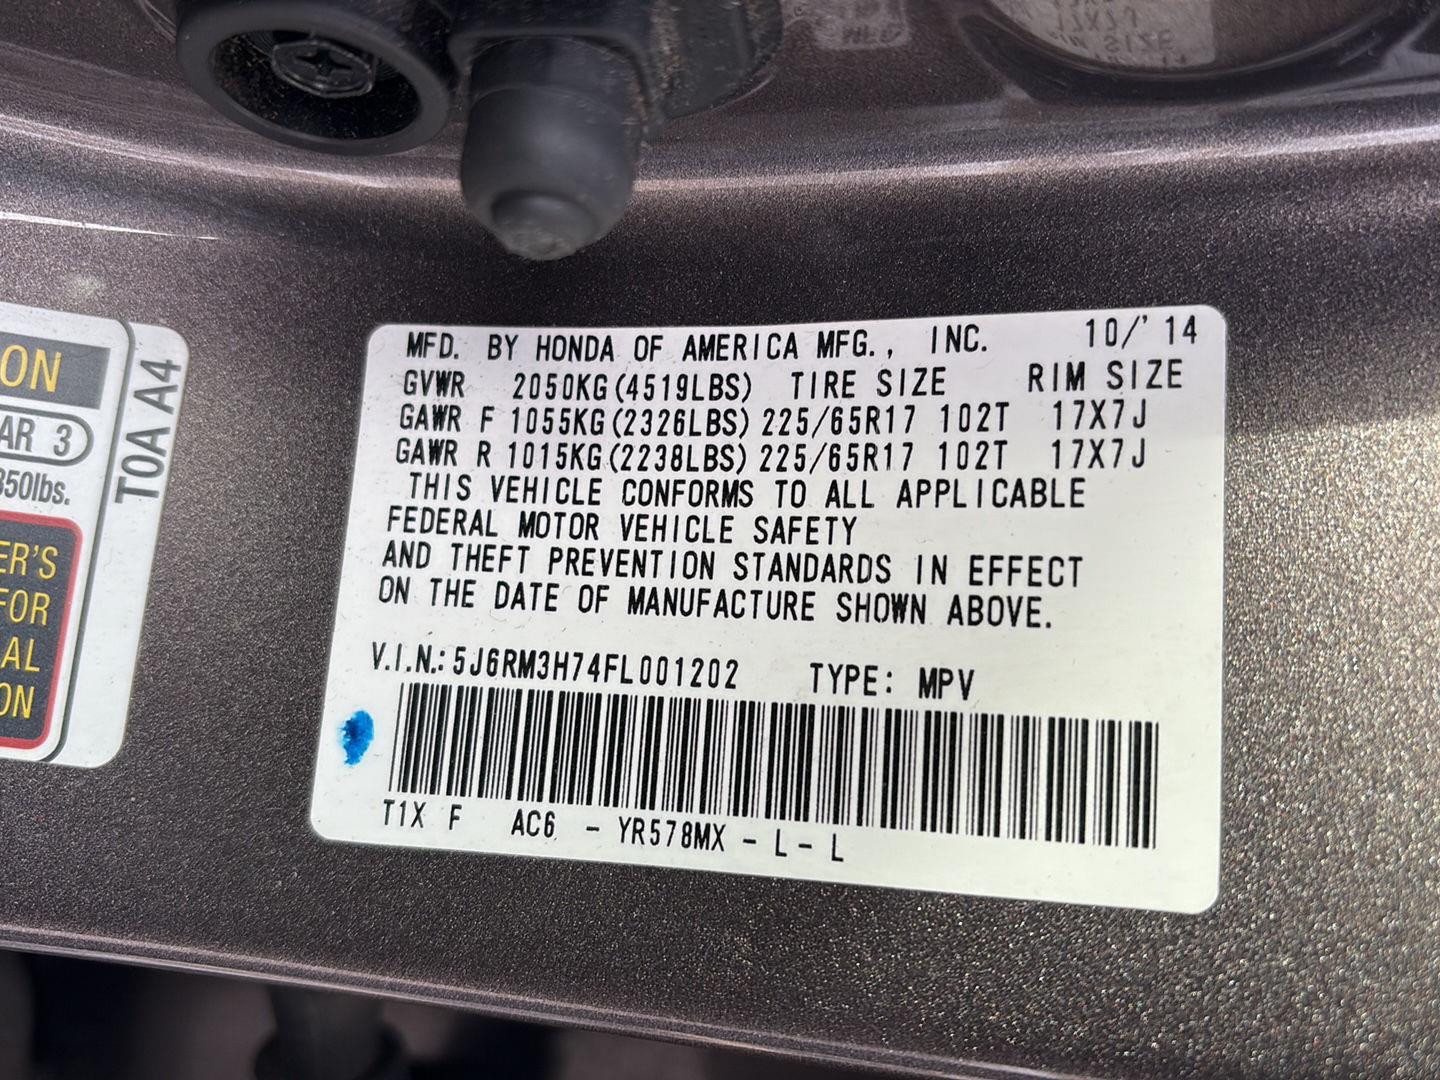 MFD. BY HONDA OF AMERICA MFG., INC. 10/'14
GVWR 2050KG(4519LBS) TIRE SIZE RIM SIZE
GAWR F 1055KG(2326LBS) 225/65R17 102T 17X7J
GAWR R 1015KG(2238LBS) 225/65R17 102T 17X7J
THIS VEHICLE CONFORMS TO ALL APPLICABLE
FEDERAL MOTOR VEHICLE SAFETY
AND THEFT PREVENTION STANDARDS IN EFFECT
ON THE DATE OF MANUFACTURE SHOWN ABOVE.
V.I.N.: 5J6RM3H74FL001202 TYPE: MPV
T1X F AC6 - YR578MX - L - L
ON
AR 3
350lbs.
ER'S
FOR
AL
ON
T0A A4